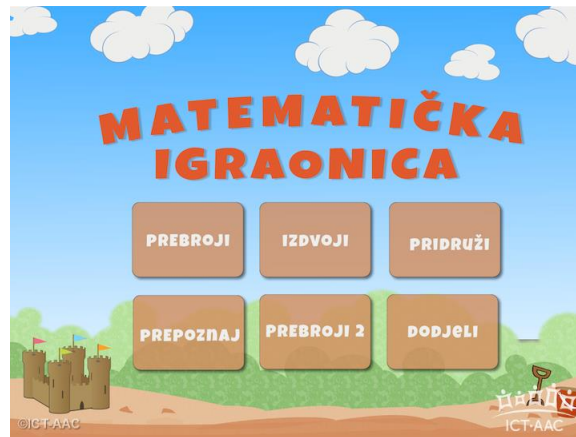 MATEMATIČKA
IGRAONICA
PREBROJI
IZDVOJI
PRIDRUŽI
PREPOZNAJ
PREBROJI 2
DODJELI
©ICT-AAC
ICT-AAC